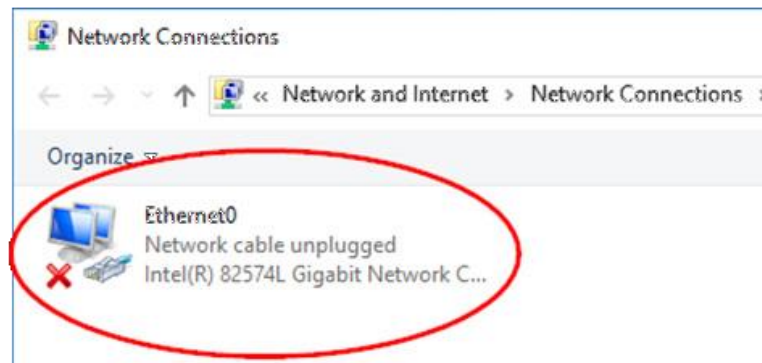 Network Connections
« Network and Internet > Network Connections >
Organize
Ethernet0
Network cable unplugged
Intel(R) 82574L Gigabit Network C...